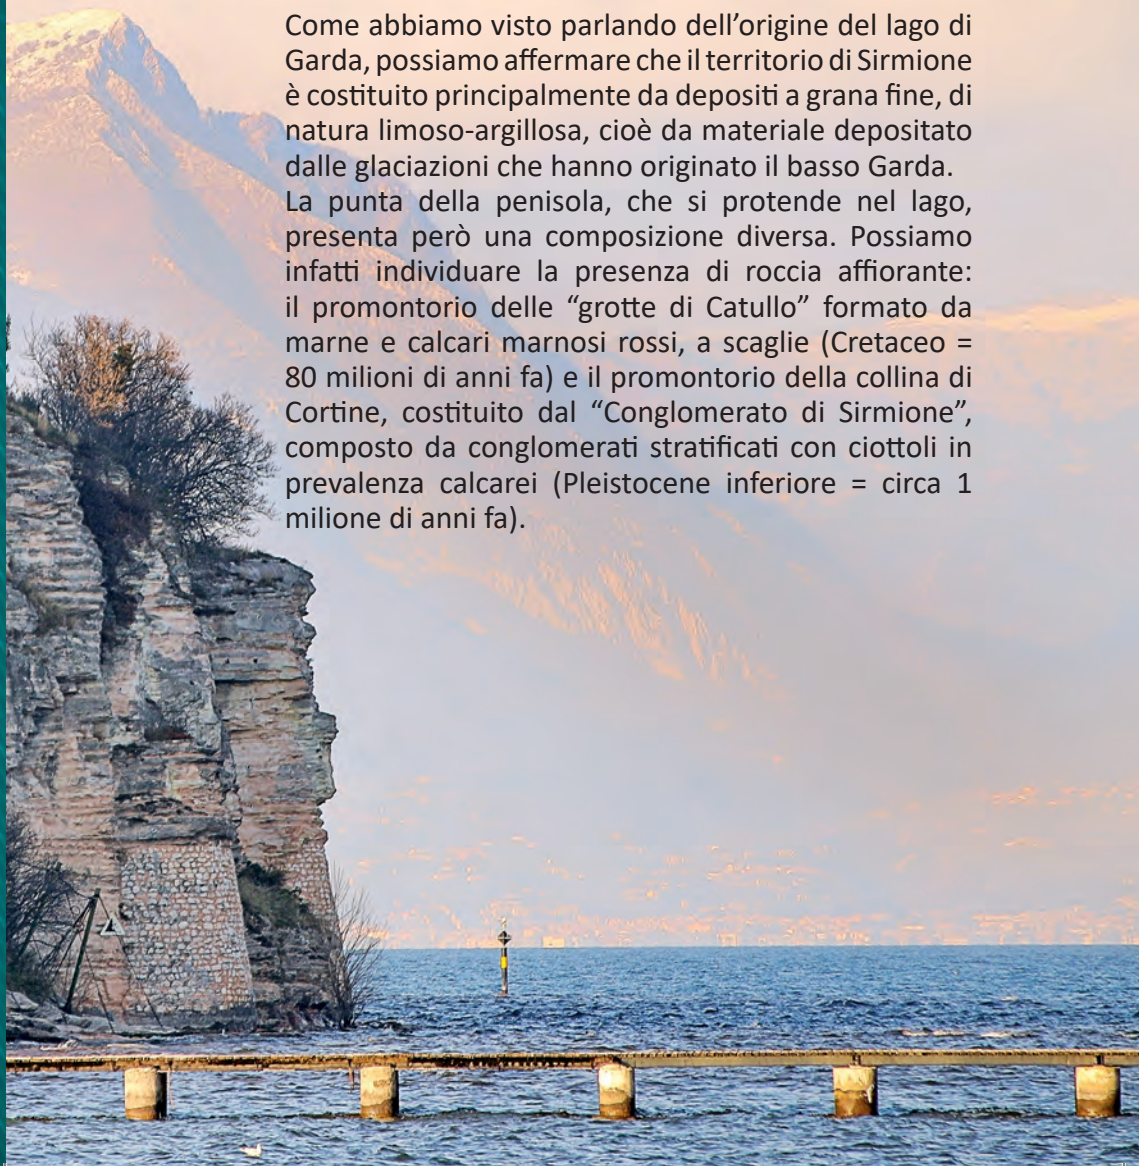 Come abbiamo visto parlando dell’origine del lago di
Garda, possiamo affermare che il territorio di Sirmione
è costituito principalmente da depositi a grana fine, di
natura limoso-argillosa, cioè da materiale depositato
dalle glaciazioni che hanno originato il basso Garda.
La punta della penisola, che si protende nel lago,
presenta però una composizione diversa. Possiamo
infatti individuare la presenza di roccia affiorante:
il promontorio delle “grotte di Catullo” formato da
marne e calcari marnosi rossi, a scaglie (Cretaceo =
80 milioni di anni fa) e il promontorio della collina di
Cortine, costituito dal “Conglomerato di Sirmione”,
composto da conglomerati stratificati con ciottoli in
prevalenza calcarei (Pleistocene inferiore = circa 1
milione di anni fa).